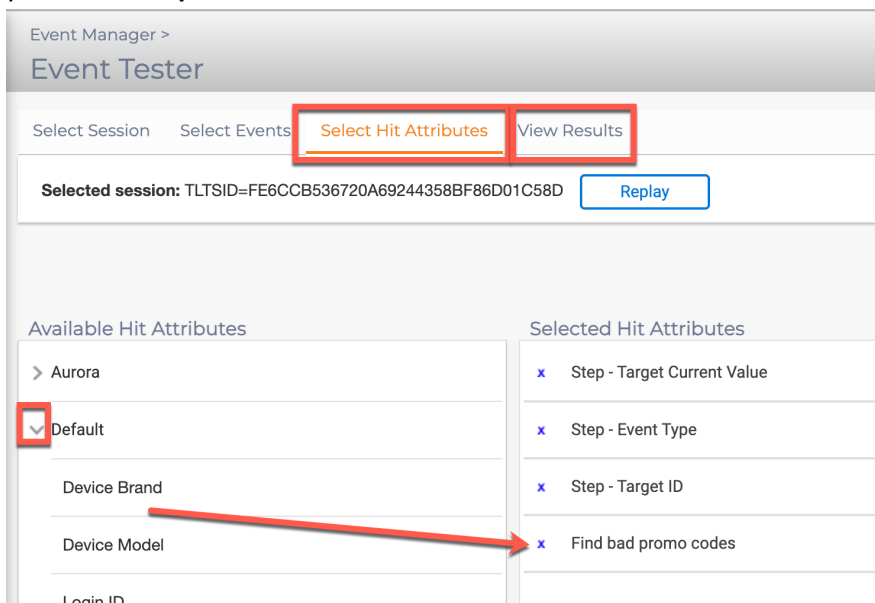 Event Manager >
Event Tester
Select Session Select Events Select Hit Attributes View Results
Selected session: TLTSID=FE6CCB536720A69244358BF86D01C58D Replay
Available Hit Attributes
Selected Hit Attributes
Aurora
x Step - Target Current Value
Default
x Step - Event Type
Device Brand
x Step - Target ID
Device Model
x Find bad promo codes
Login ID